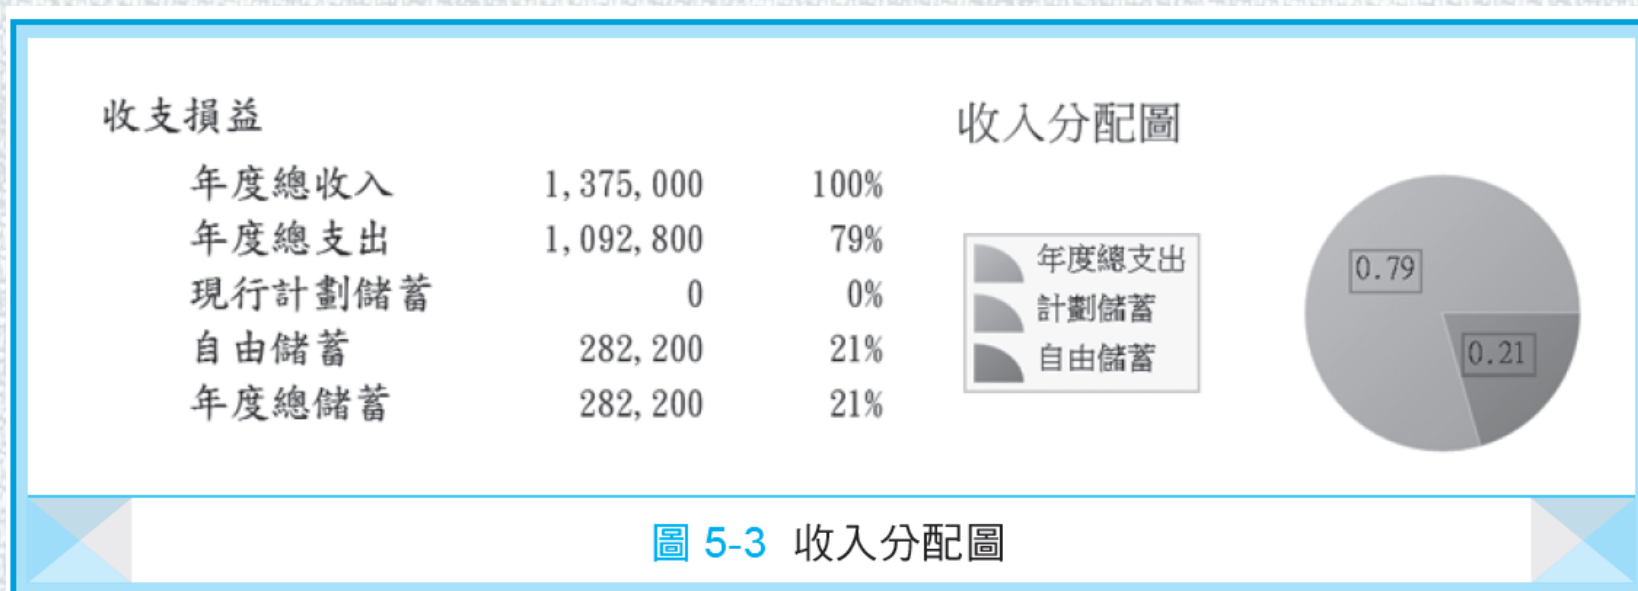 收支損益
年度總收入 1,375,000 100%
年度總支出 1,092,800 79%
現行計劃儲蓄 0 0%
自由儲蓄 282,200 21%
年度總儲蓄 282,200 21%
收入分配圖
年度總支出
計劃儲蓄
自由儲蓄
0.79
0.21
圖 5-3 收入分配圖